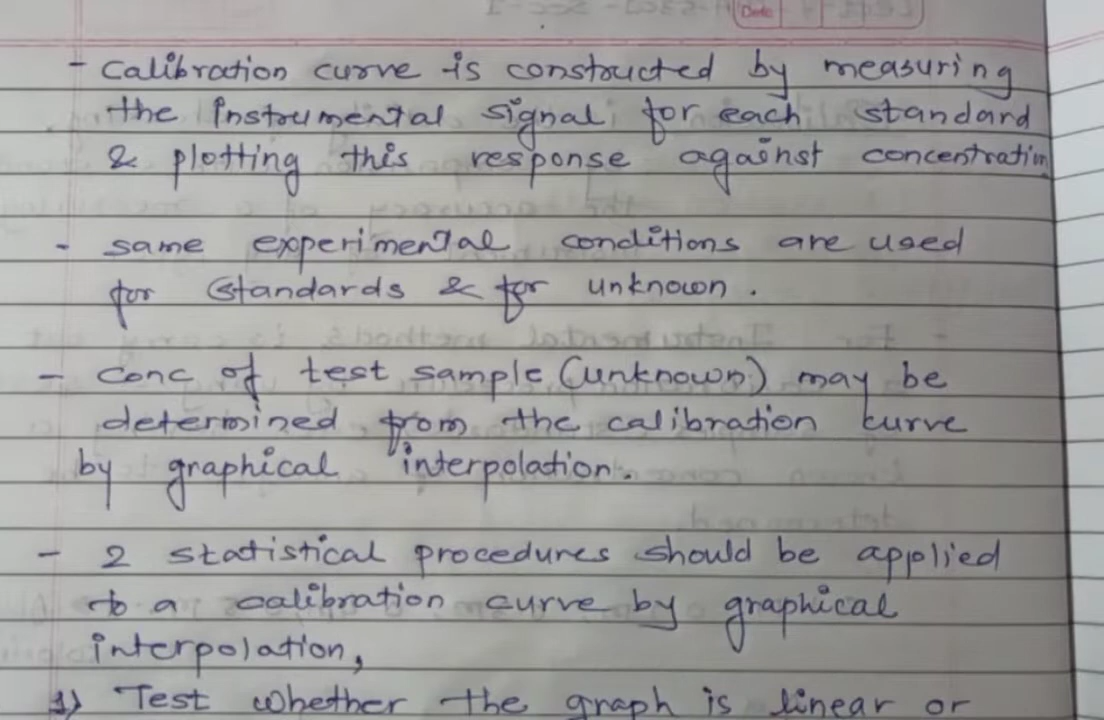 Date
- Calibration curve is constructed by measuring
the instrumental signal for each standard
& plotting this response against concentration
- same experimental conditions are used
for standards & for unknown.
- conc of test sample (unknown) may be
determined from the calibration curve
by graphical interpolation.
- 2 statistical procedures should be applied
to a calibration curve by graphical
interpolation,
1) Test whether the graph is linear or